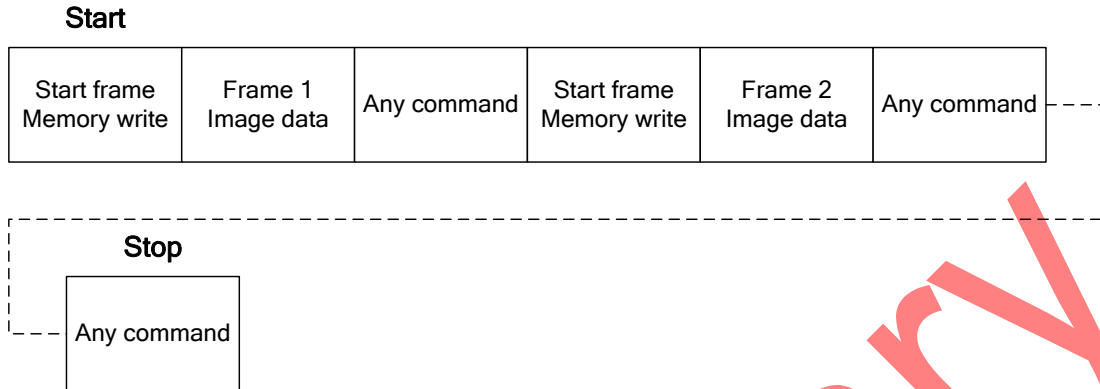 Start
Start frame
Memory write
Frame 1
Image data
Any command
Start frame
Memory write
Frame 2
Image data
Any command
Stop
Any command
ry